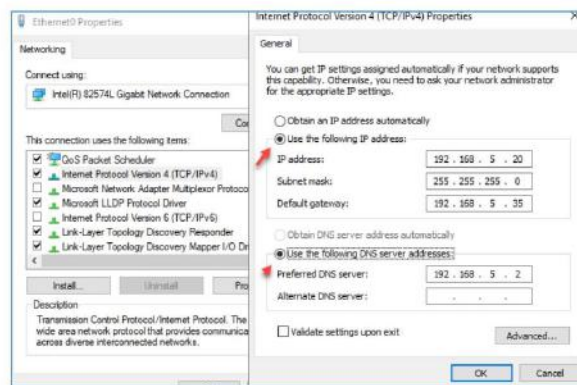 Ethernet0 Properties
Networking
Connect using:
Intel(R) 82574L Gigabit Network Connection
This connection uses the following items:
QoS Packet Scheduler
Internet Protocol Version 4 (TCP/IPv4)
Microsoft Network Adapter Multiplexor Protoco
Microsoft LLDP Protocol Driver
Internet Protocol Version 6 (TCP/IPv6)
Link-Layer Topology Discovery Responder
Link-Layer Topology Discovery Mapper I/O Dr
Install...
Uninstall
Description
Transmission Control Protocol/Internet Protocol. The
wide area network protocol that provides communica
across diverse interconnected networks.
Internet Protocol Version 4 (TCP/IPv4) Properties
General
You can get IP settings assigned automatically if your network supports
this capability. Otherwise, you need to ask your network administrator
for the appropriate IP settings.
Obtain an IP address automatically
Use the following IP address:
IP address: 192 . 168 . 5 . 20
Subnet mask: 255 . 255 . 255 . 0
Default gateway: 192 . 168 . 5 . 35
Obtain DNS server address automatically
Use the following DNS server addresses:
Preferred DNS server: 192 . 168 . 5 . 2
Alternate DNS server: . . .
Validate settings upon exit
Advanced...
OK
Cancel